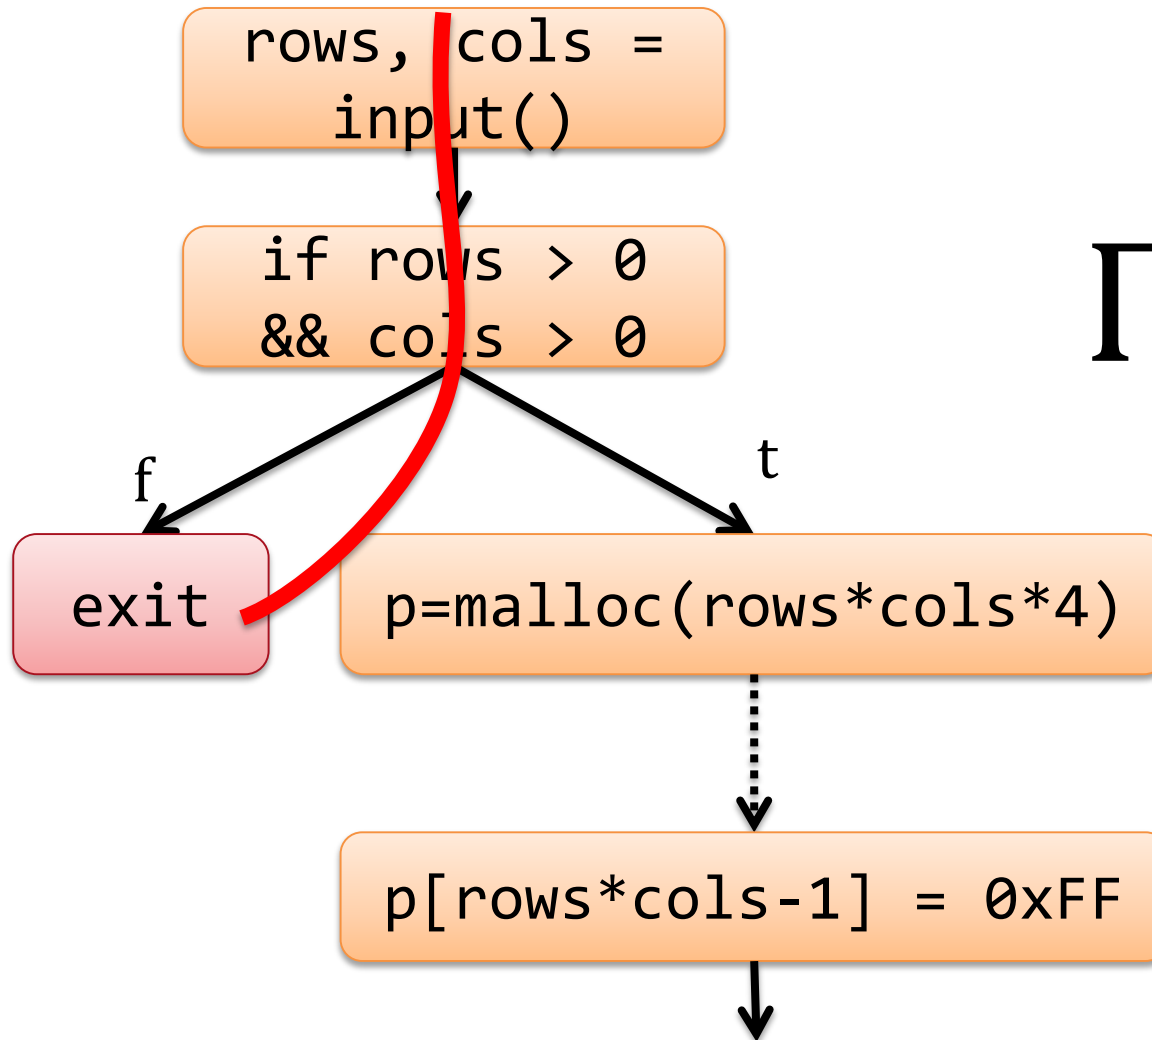 rows, cols =
input()
if rows > 0
&& cols > 0
Γ
f
t
exit
p=malloc(rows*cols*4)
p[rows*cols-1] = 0xFF